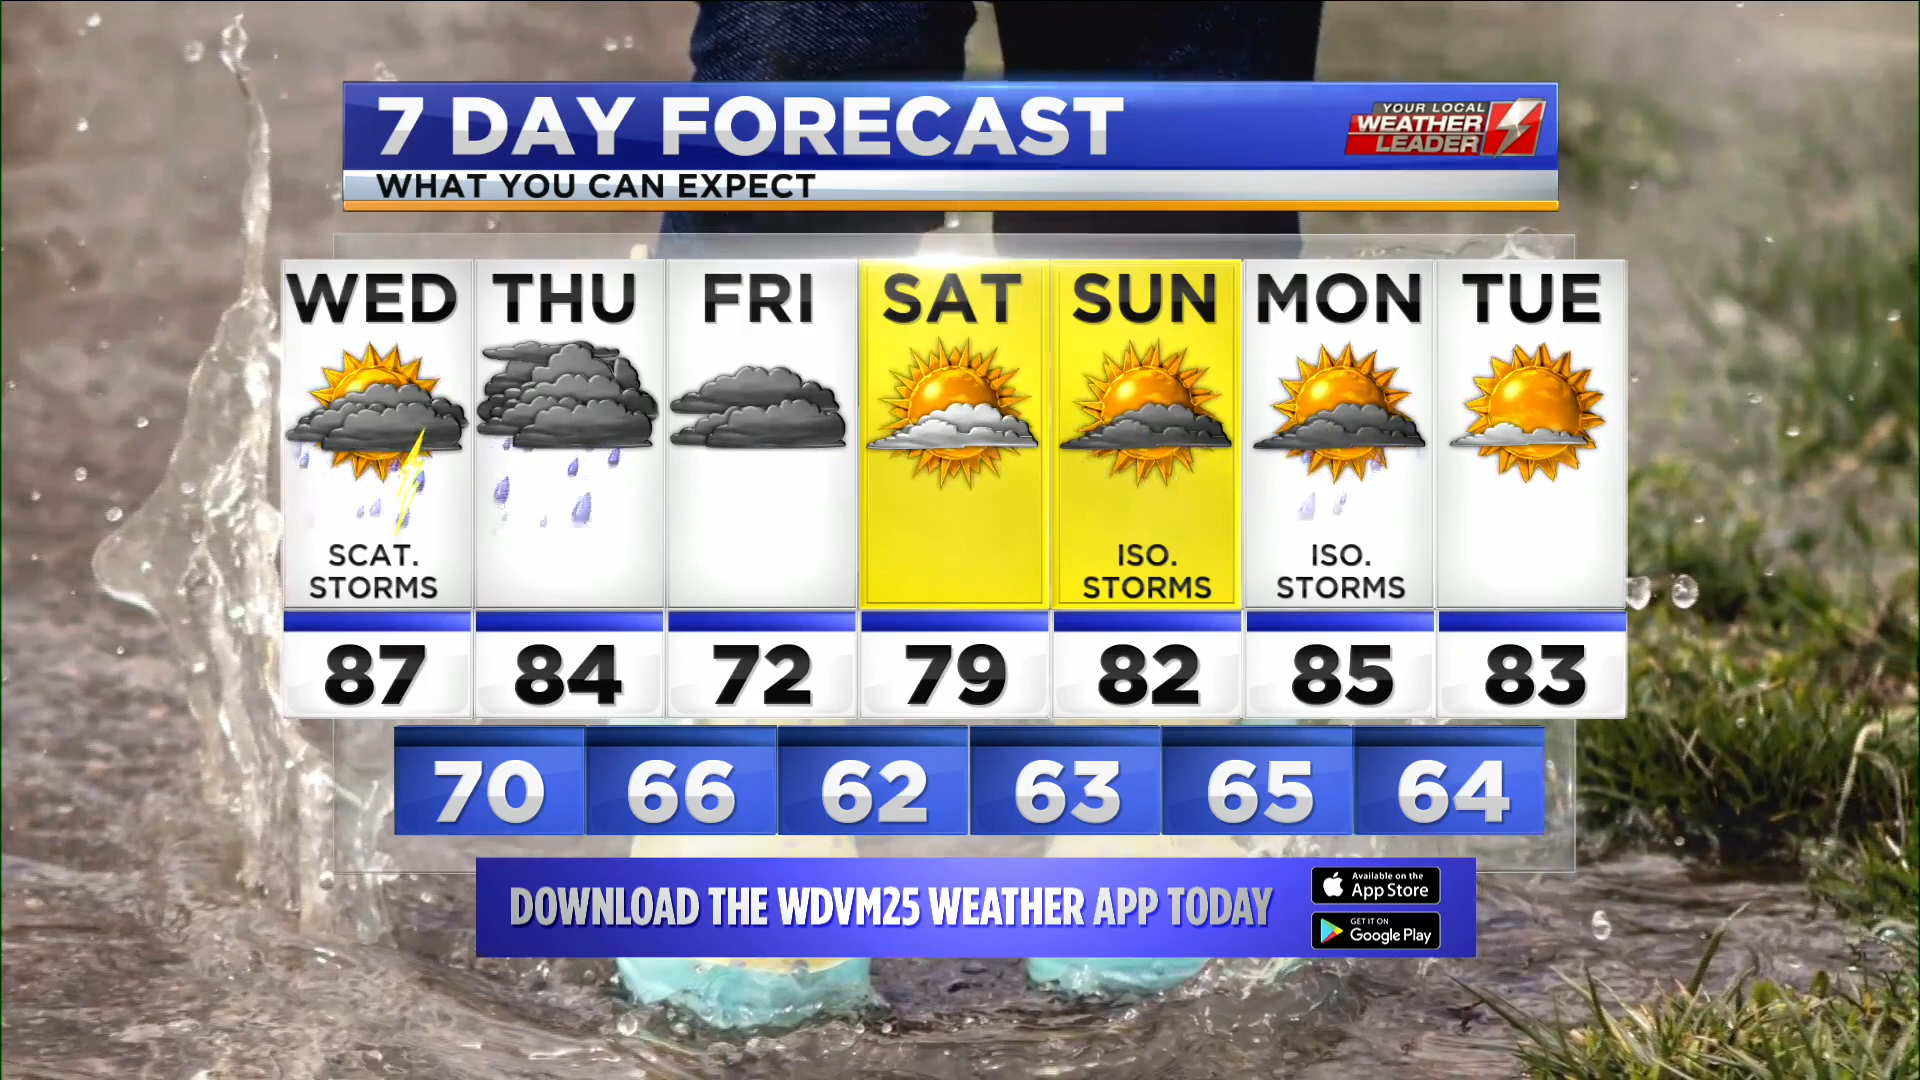 7 DAY FORECAST
YOUR LOCAL
WEATHER
LEADER
WHAT YOU CAN EXPECT
WED THU FRI SAT SUN MON TUE
SCAT.
STORMS
ISO.
STORMS
ISO.
STORMS
87 84 72 79 82 85 83
70 66 62 63 65 64
DOWNLOAD THE WDVM25 WEATHER APP TODAY
Available on the
App Store
GET IT ON
Google Play